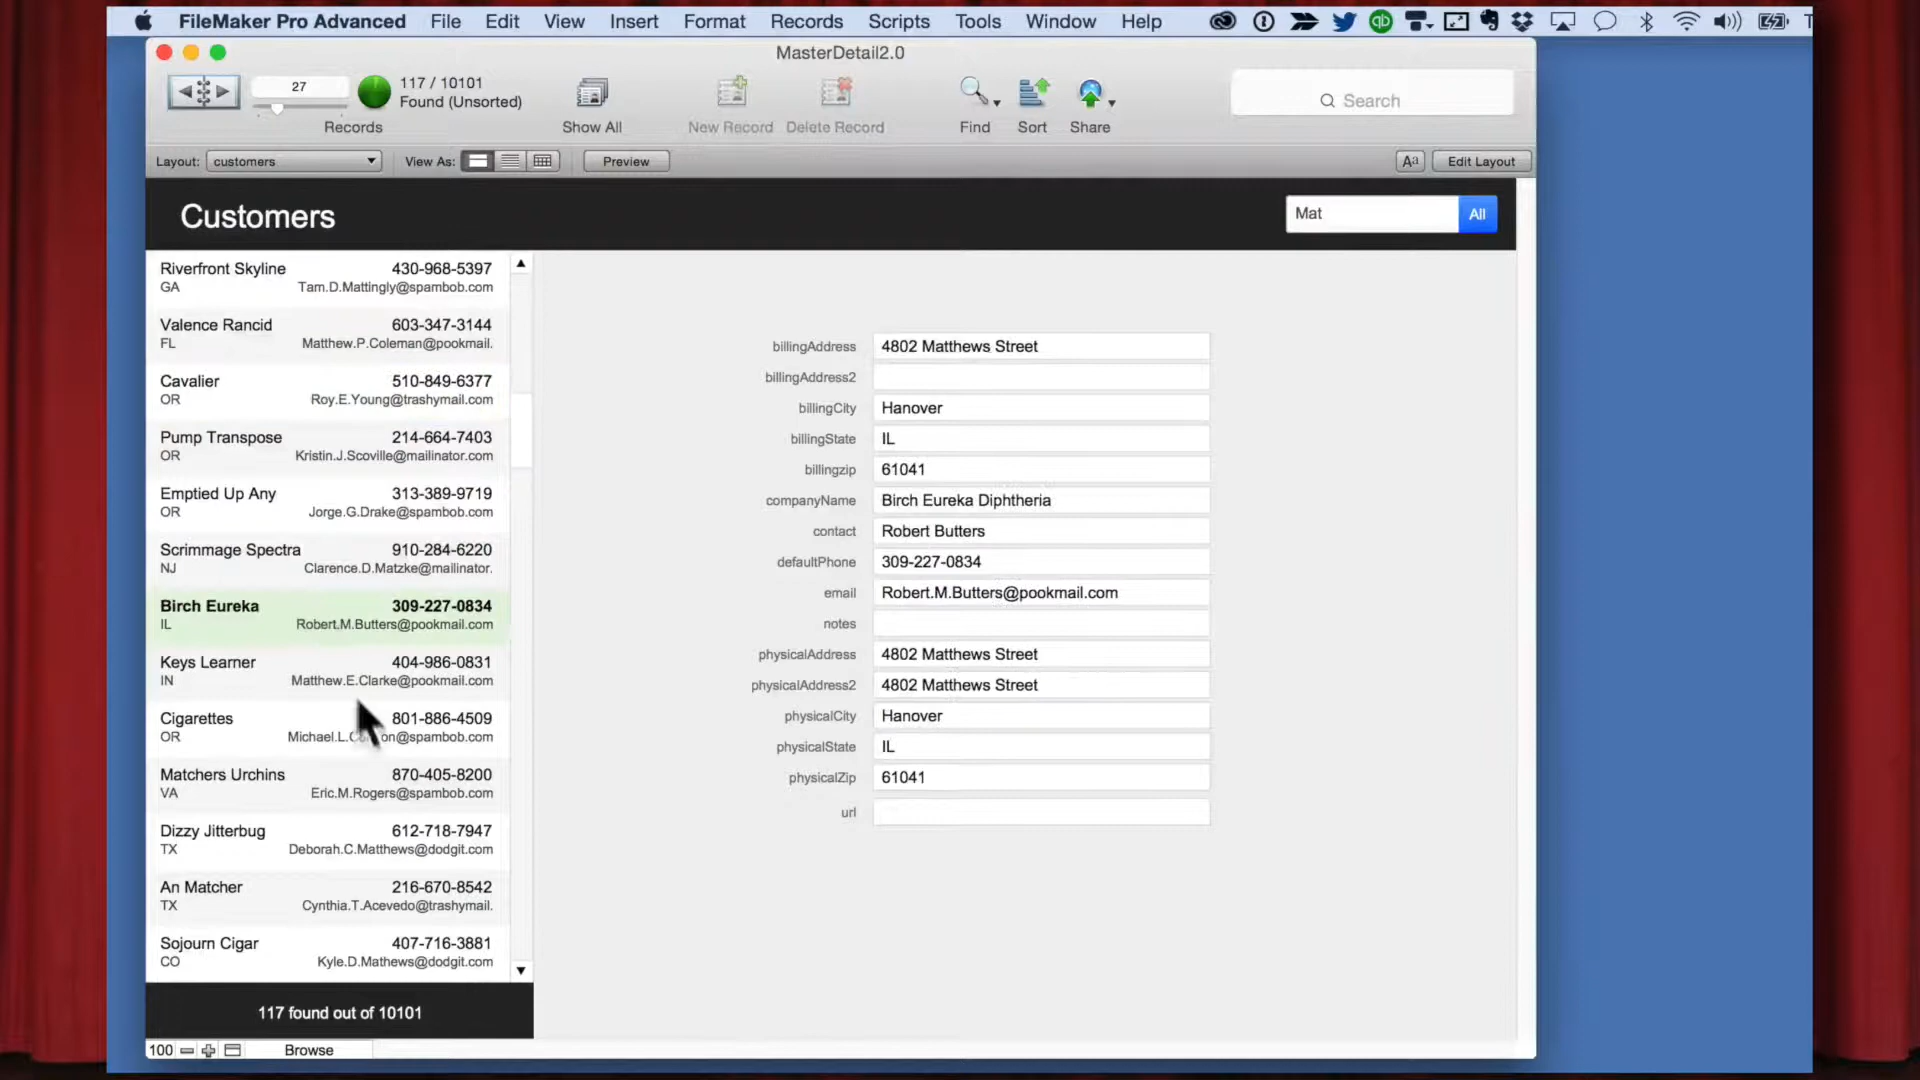 FileMaker Pro Advanced File Edit View Insert Format Records Scripts Tools Window Help
MasterDetail2.0
27
117 / 10101
Found (Unsorted)
Records
Show All
New Record
Delete Record
Find
Sort
Share
Search
Layout: customers
View As:
Preview
Aa
Edit Layout
Customers
Mat
All
Riverfront Skyline 430-968-5397
GA Tam.D.Mattingly@spambob.com
Valence Rancid 603-347-3144
FL Matthew.P.Coleman@pookmail.
Cavalier 510-849-6377
OR Roy.E.Young@trashymail.com
Pump Transpose 214-664-7403
OR Kristin.J.Scoville@mailinator.com
Emptied Up Any 313-389-9719
OR Jorge.G.Drake@spambob.com
Scrimmage Spectra 910-284-6220
NJ Clarence.D.Matzke@mailinator.
Birch Eureka 309-227-0834
IL Robert.M.Butters@pookmail.com
Keys Learner 404-986-0831
IN Matthew.E.Clarke@pookmail.com
Cigarettes 801-886-4509
OR
Matchers Urchins 870-405-8200
VA Eric.M.Rogers@spambob.com
Dizzy Jitterbug 612-718-7947
TX Deborah.C.Matthews@dodgit.com
An Matcher 216-670-8542
TX Cynthia.T.Acevedo@trashymail.
Sojourn Cigar 407-716-3881
CO Kyle.D.Mathews@dodgit.com
117 found out of 10101
billingAddress 4802 Matthews Street
billingAddress2
billingCity Hanover
billingState IL
billingzip 61041
companyName Birch Eureka Diphtheria
contact Robert Butters
defaultPhone 309-227-0834
email Robert.M.Butters@pookmail.com
notes
physicalAddress 4802 Matthews Street
physicalAddress2 4802 Matthews Street
physicalCity Hanover
physicalState IL
physicalZip 61041
url
100 Browse